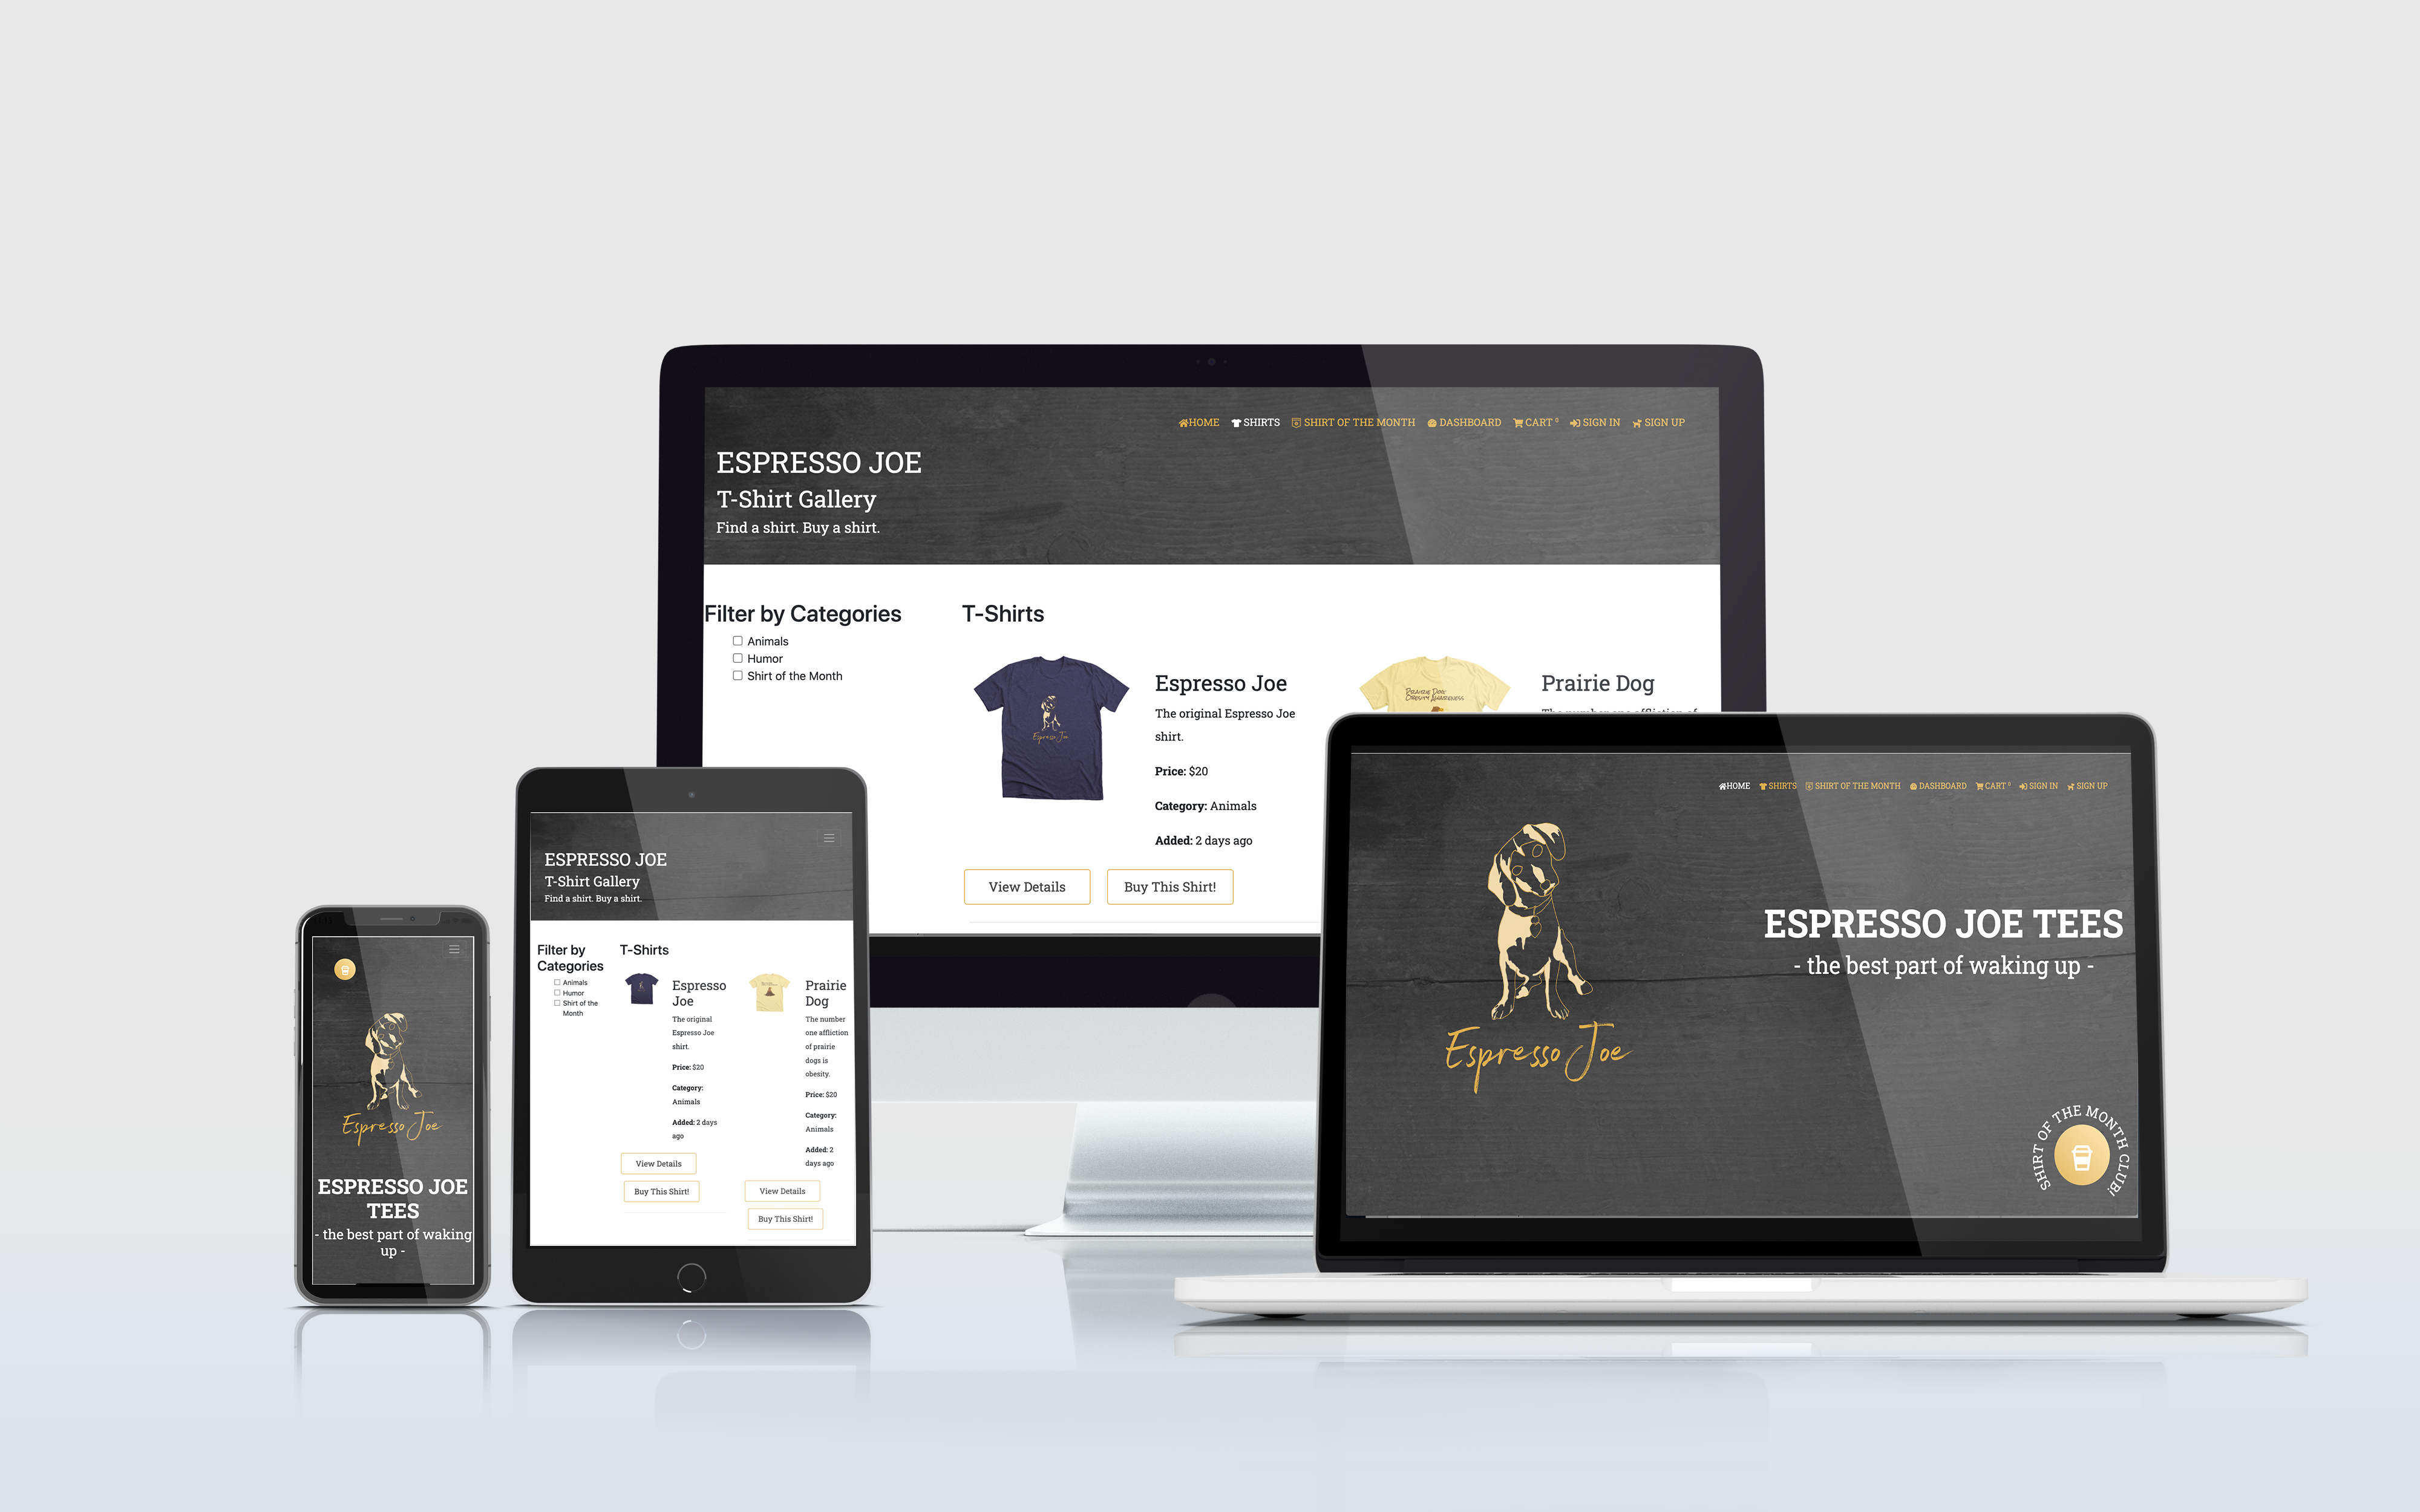 HOME SHIRTS SHIRT OF THE MONTH DASHBOARD CART 0 SIGN IN SIGN UP
ESPRESSO JOE
T-Shirt Gallery
Find a shirt. Buy a shirt.
Filter by Categories
Animals
Humor
Shirt of the Month
T-Shirts
Espresso Joe
Espresso Joe
The original Espresso Joe
shirt.
Price: $20
Category: Animals
Added: 2 days ago
View Details
Buy This Shirt!
Prairie Dog
Obesity Awareness
Prairie Dog
HOME SHIRTS SHIRT OF THE MONTH DASHBOARD CART 0 SIGN IN SIGN UP
Espresso Joe
ESPRESSO JOE TEES
- the best part of waking up -
SHIRT OF THE MONTH CLUB!
ESPRESSO JOE
T-Shirt Gallery
Find a shirt. Buy a shirt.
Filter by
Categories
Animals
Humor
Shirt of the
Month
T-Shirts
Espresso
Joe
The original
Espresso Joe
shirt.
Price: $20
Category:
Animals
Added: 2 days
ago
View Details
Buy This Shirt!
Prairie
Dog
The number
one affliction
of prairie
dogs is
obesity.
Price: $20
Category:
Animals
Added: 2
days ago
View Details
Buy This Shirt!
Espresso Joe
ESPRESSO JOE
TEES
- the best part of waking
up -